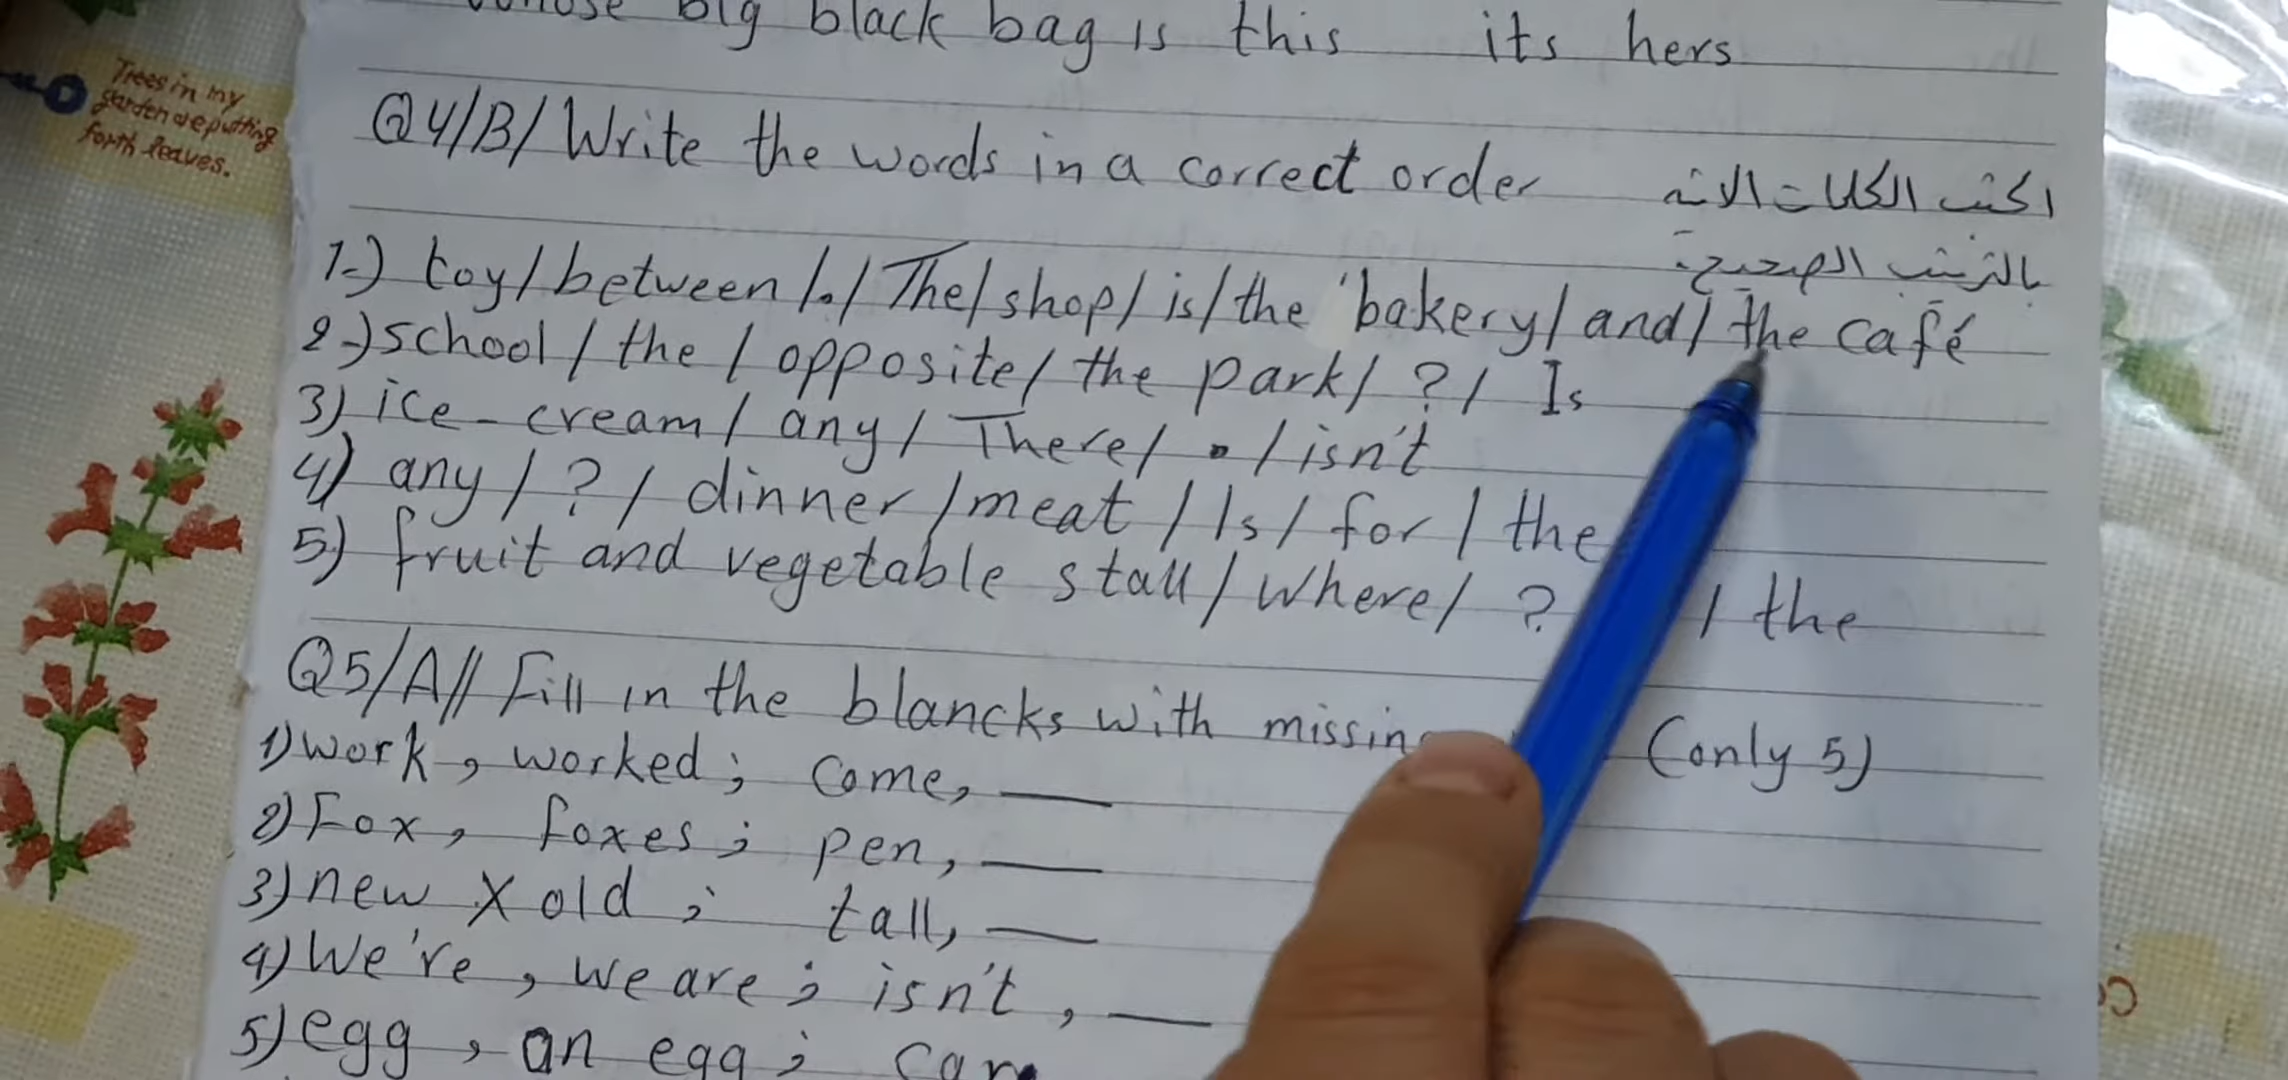 whose big black bag is this its hers
Trees in my
garden are putting
forth leaves.
Q4/B/ Write the words in a correct order اكتب الكلمات الاتية
بالترتيب الصحيح
1-) toy/ between /./ The/ shop/ is/ the bakery/ and/ the café
2-) school / the / opposite/ the park/ ? / Is
3) ice-cream/ any/ There/ . / isn't
4) any / ? / dinner /meat / Is/ for / the
5) fruit and vegetable stall/ Where/ ? / the
Q5/A// Fill in the blancks with (only 5)
1) work, worked; come, ___
2) Fox, foxes; pen, ___
3) new X old; tall, ___
4) We're, we are; isn't, ___
5) egg, an egg;